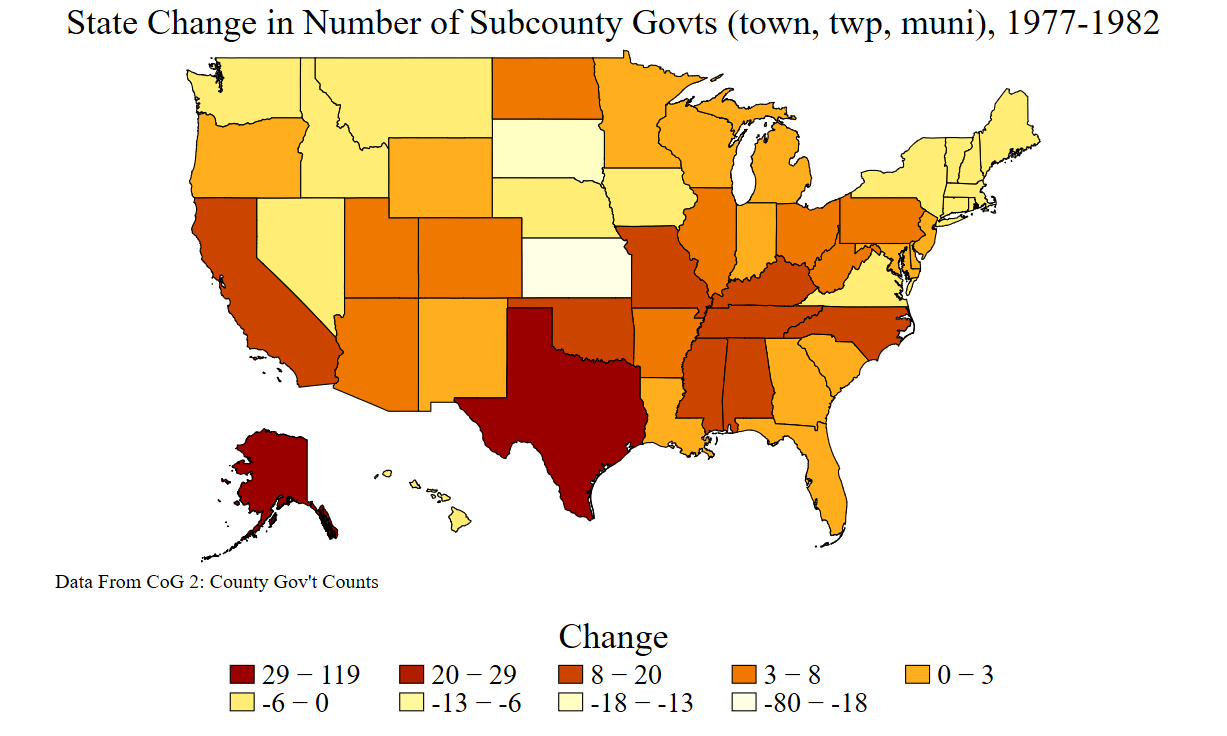 State Change in Number of Subcounty Govts (town, twp, muni), 1977-1982
Data From CoG 2: County Gov't Counts
Change
29 − 119 20 − 29 8 − 20 3 − 8 0 − 3
-6 − 0 -13 − -6 -18 − -13 -80 − -18